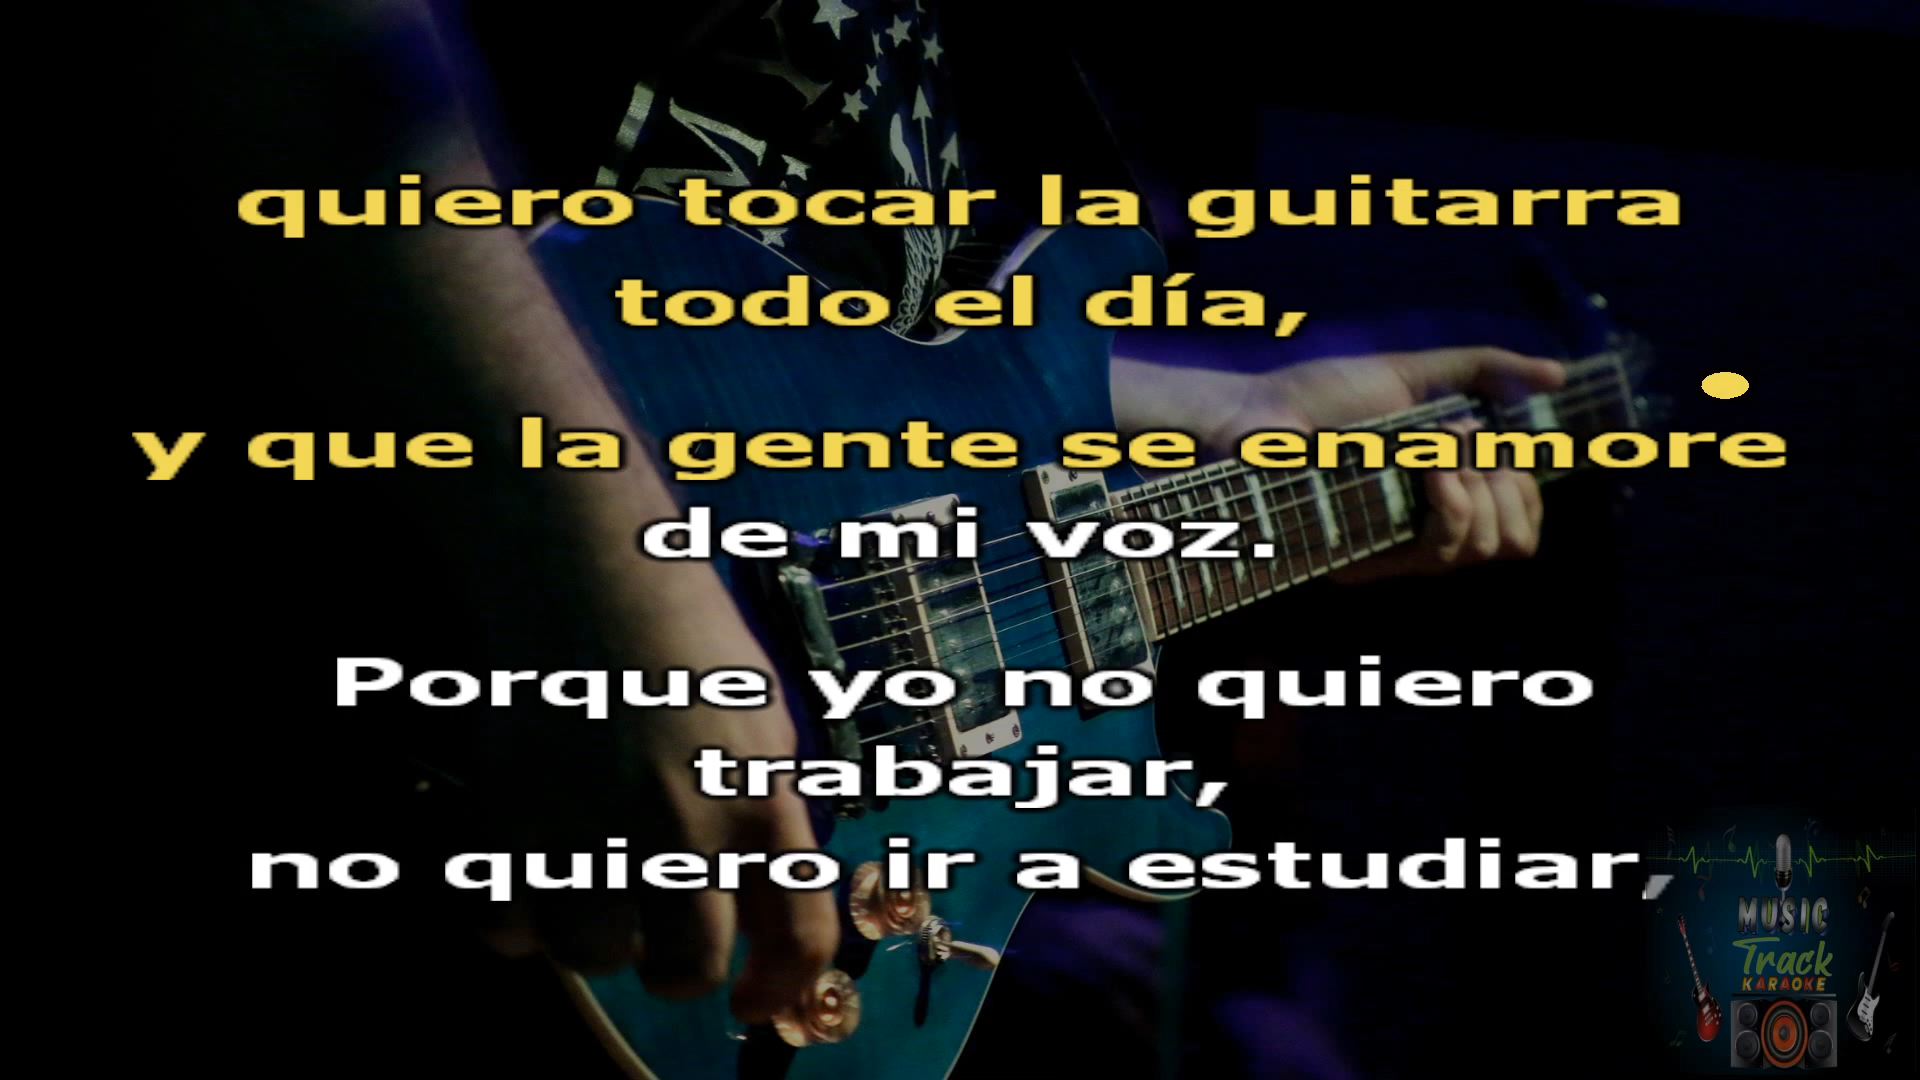 quiero tocar la guitarra
todo el día,
y que la gente se enamore
de mi voz.
Porque yo no quiero
trabajar,
no quiero ir a estudiar,
MUSIC
Track
KARAOKE